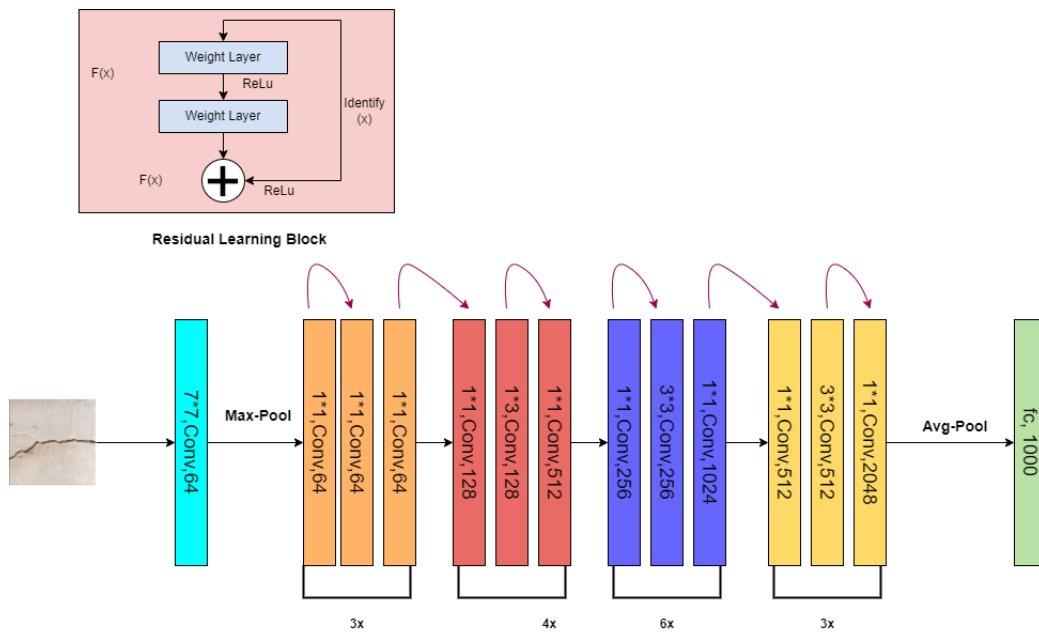 Weight Layer
F(x)
ReLu
Identify
(x)
Weight Layer
F(x)
ReLu
Residual Learning Block
7*7,Conv,64
Max-Pool
1*1,Conv,64
1*1,Conv,64
1*1,Conv,64
1*1,Conv,128
1*3,Conv,128
1*1,Conv,512
1*1,Conv,256
3*3,Conv,256
1*1,Conv,1024
1*1,Conv,512
3*3,Conv,512
1*1,Conv,2048
Avg-Pool
fc, 1000
3x
4x
6x
3x